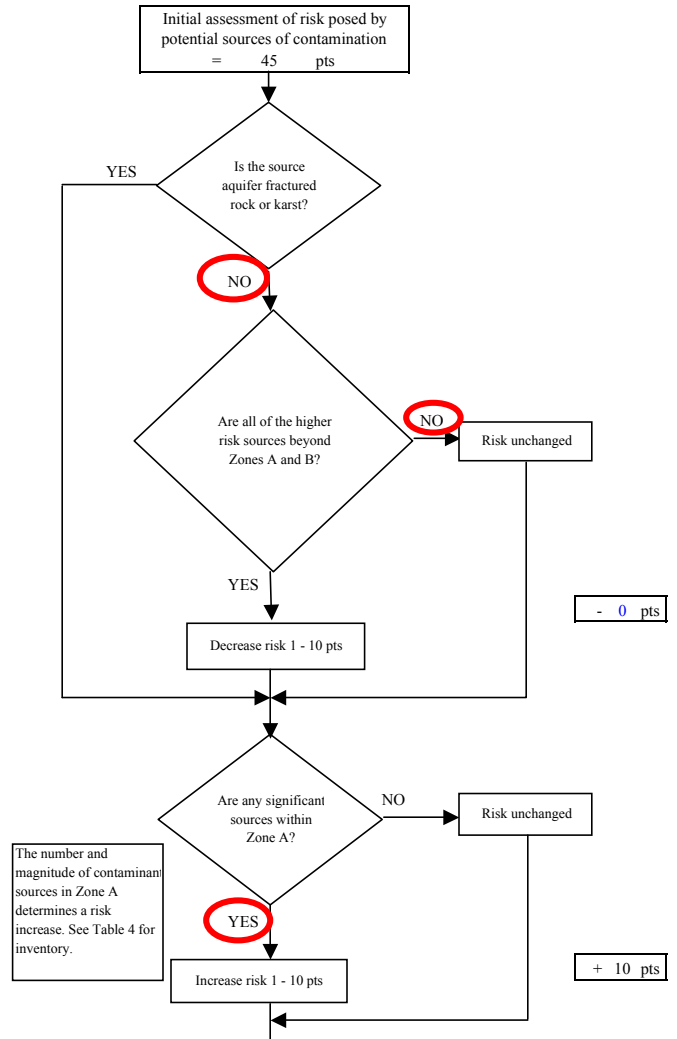 Initial assessment of risk posed by
potential sources of contamination
= 45 pts
YES
Is the source
aquifer fractured
rock or karst?
NO
Are all of the higher
risk sources beyond
Zones A and B?
NO
Risk unchanged
YES
- 0 pts
Decrease risk 1 - 10 pts
Are any significant
sources within
Zone A?
NO
Risk unchanged
The number and
magnitude of contaminant
sources in Zone A
determines a risk
increase. See Table 4 for
inventory.
YES
+ 10 pts
Increase risk 1 - 10 pts